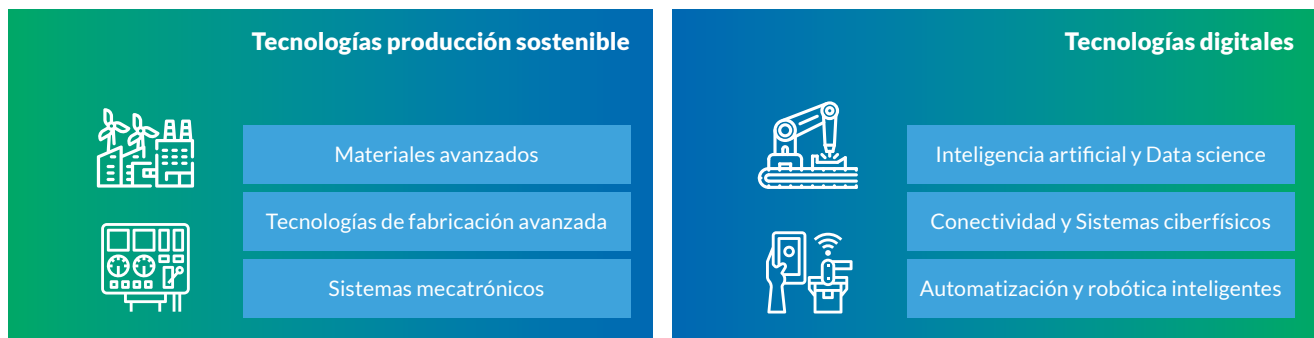 Tecnologías producción sostenible
Materiales avanzados
Tecnologías de fabricación avanzada
Sistemas mecatrónicos
Tecnologías digitales
Inteligencia artificial y Data science
Conectividad y Sistemas ciberfísicos
Automatización y robótica inteligentes